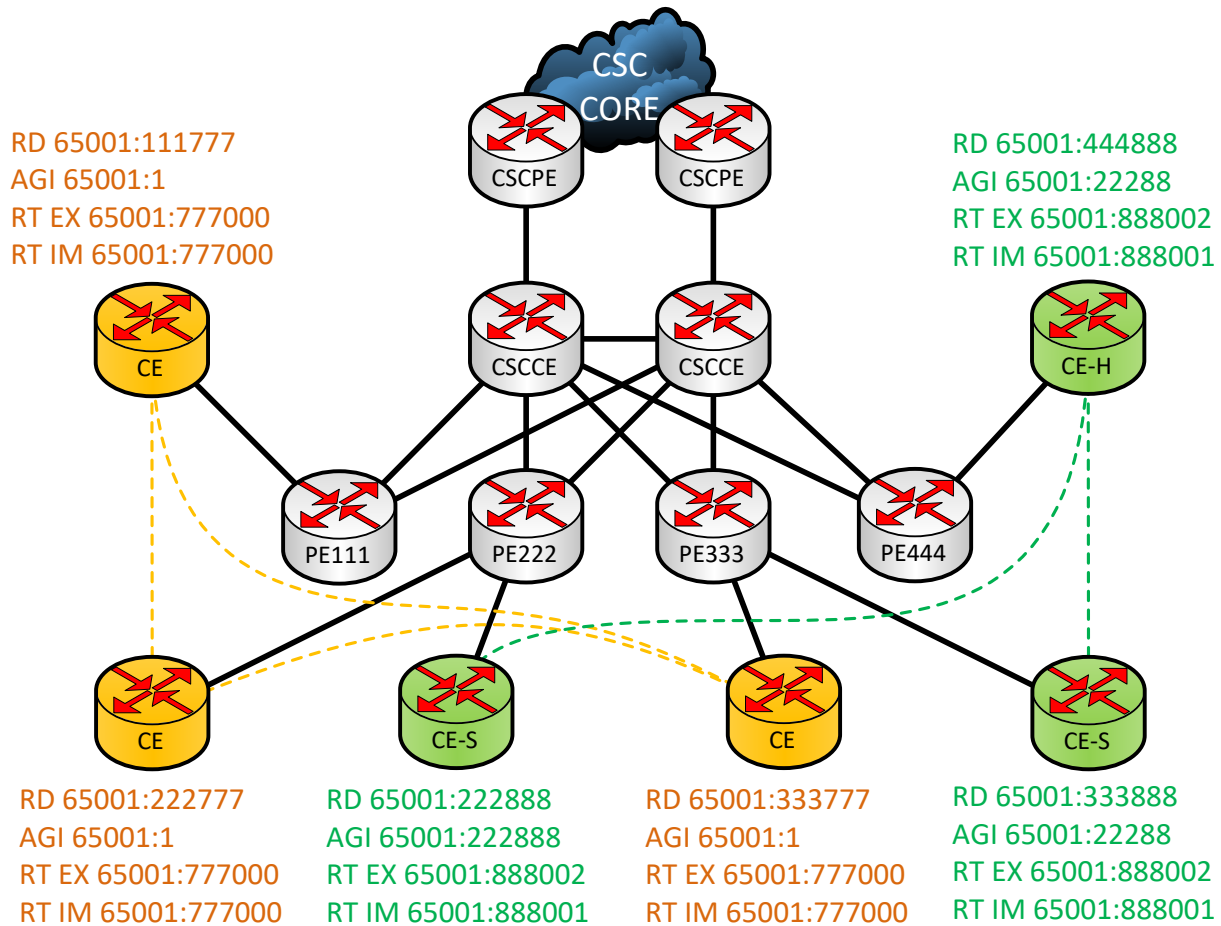 CSC
CORE
CSCPE
CSCPE
RD 65001:111777
AGI 65001:1
RT EX 65001:777000
RT IM 65001:777000
RD 65001:444888
AGI 65001:22288
RT EX 65001:888002
RT IM 65001:888001
CE
CSCCE
CSCCE
CE-H
PE111
PE222
PE333
PE444
CE
CE-S
CE
CE-S
RD 65001:222777
AGI 65001:1
RT EX 65001:777000
RT IM 65001:777000
RD 65001:222888
AGI 65001:222888
RT EX 65001:888002
RT IM 65001:888001
RD 65001:333777
AGI 65001:1
RT EX 65001:777000
RT IM 65001:777000
RD 65001:333888
AGI 65001:22288
RT EX 65001:888002
RT IM 65001:888001